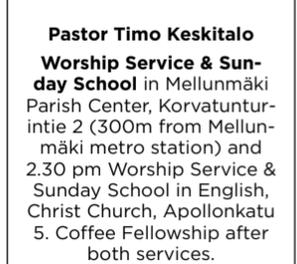 Pastor Timo Keskitalo
Worship Service & Sun-
day School in Mellunmäki
Parish Center, Korvatuntur-
intie 2 (300m from Mellun-
mäki metro station) and
2.30 pm Worship Service &
Sunday School in English,
Christ Church, Apollonkatu
5. Coffee Fellowship after
both services.